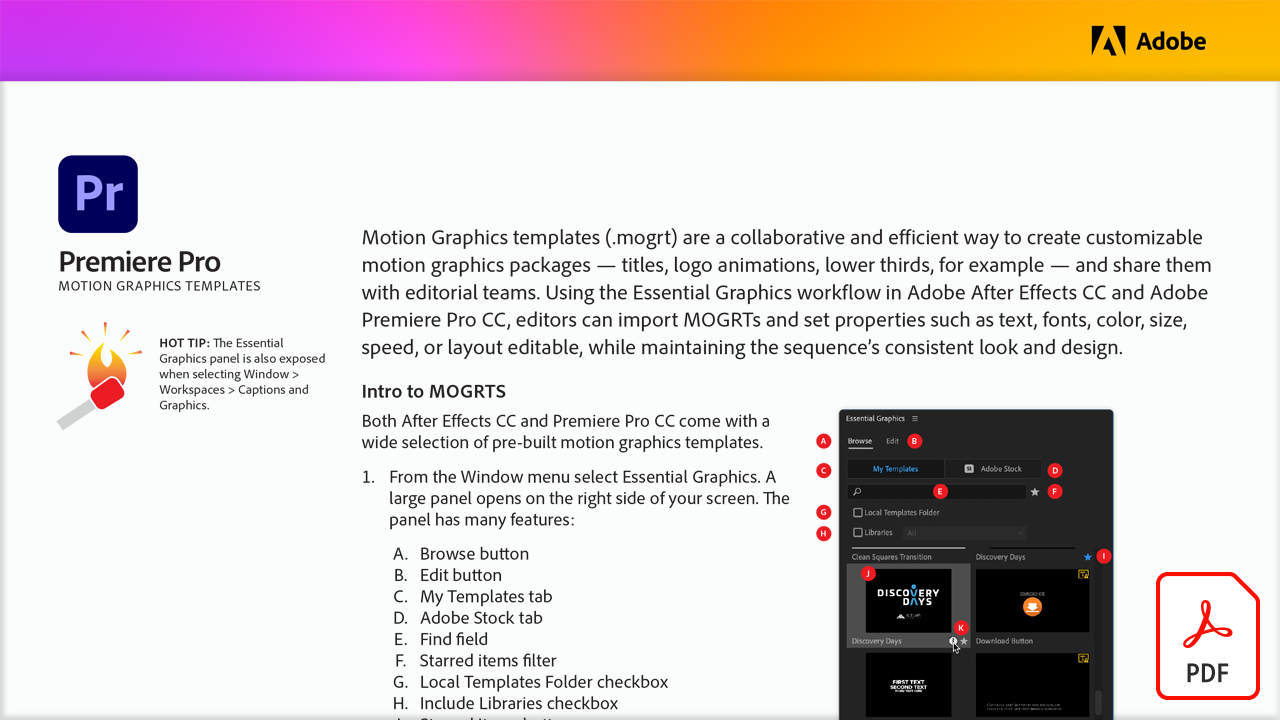 Adobe
Pr
Premiere Pro
MOTION GRAPHICS TEMPLATES
HOT TIP: The Essential
Graphics panel is also exposed
when selecting Window >
Workspaces > Captions and
Graphics.
Motion Graphics templates (.mogrt) are a collaborative and efficient way to create customizable
motion graphics packages — titles, logo animations, lower thirds, for example — and share them
with editorial teams. Using the Essential Graphics workflow in Adobe After Effects CC and Adobe
Premiere Pro CC, editors can import MOGRTs and set properties such as text, fonts, color, size,
speed, or layout editable, while maintaining the sequence’s consistent look and design.
Intro to MOGRTS
Both After Effects CC and Premiere Pro CC come with a
wide selection of pre-built motion graphics templates.
1. From the Window menu select Essential Graphics. A
large panel opens on the right side of your screen. The
panel has many features:
A. Browse button
B. Edit button
C. My Templates tab
D. Adobe Stock tab
E. Find field
F. Starred items filter
G. Local Templates Folder checkbox
H. Include Libraries checkbox
Essential Graphics
A Browse Edit B
C My Templates St Adobe Stock D
E F
G Local Templates Folder
H Libraries All
Clean Squares Transition Discovery Days I
J
DISCOVERY
DAYS
K
Discovery Days Download Button
FIRST TEXT
SECOND TEXT
PDF